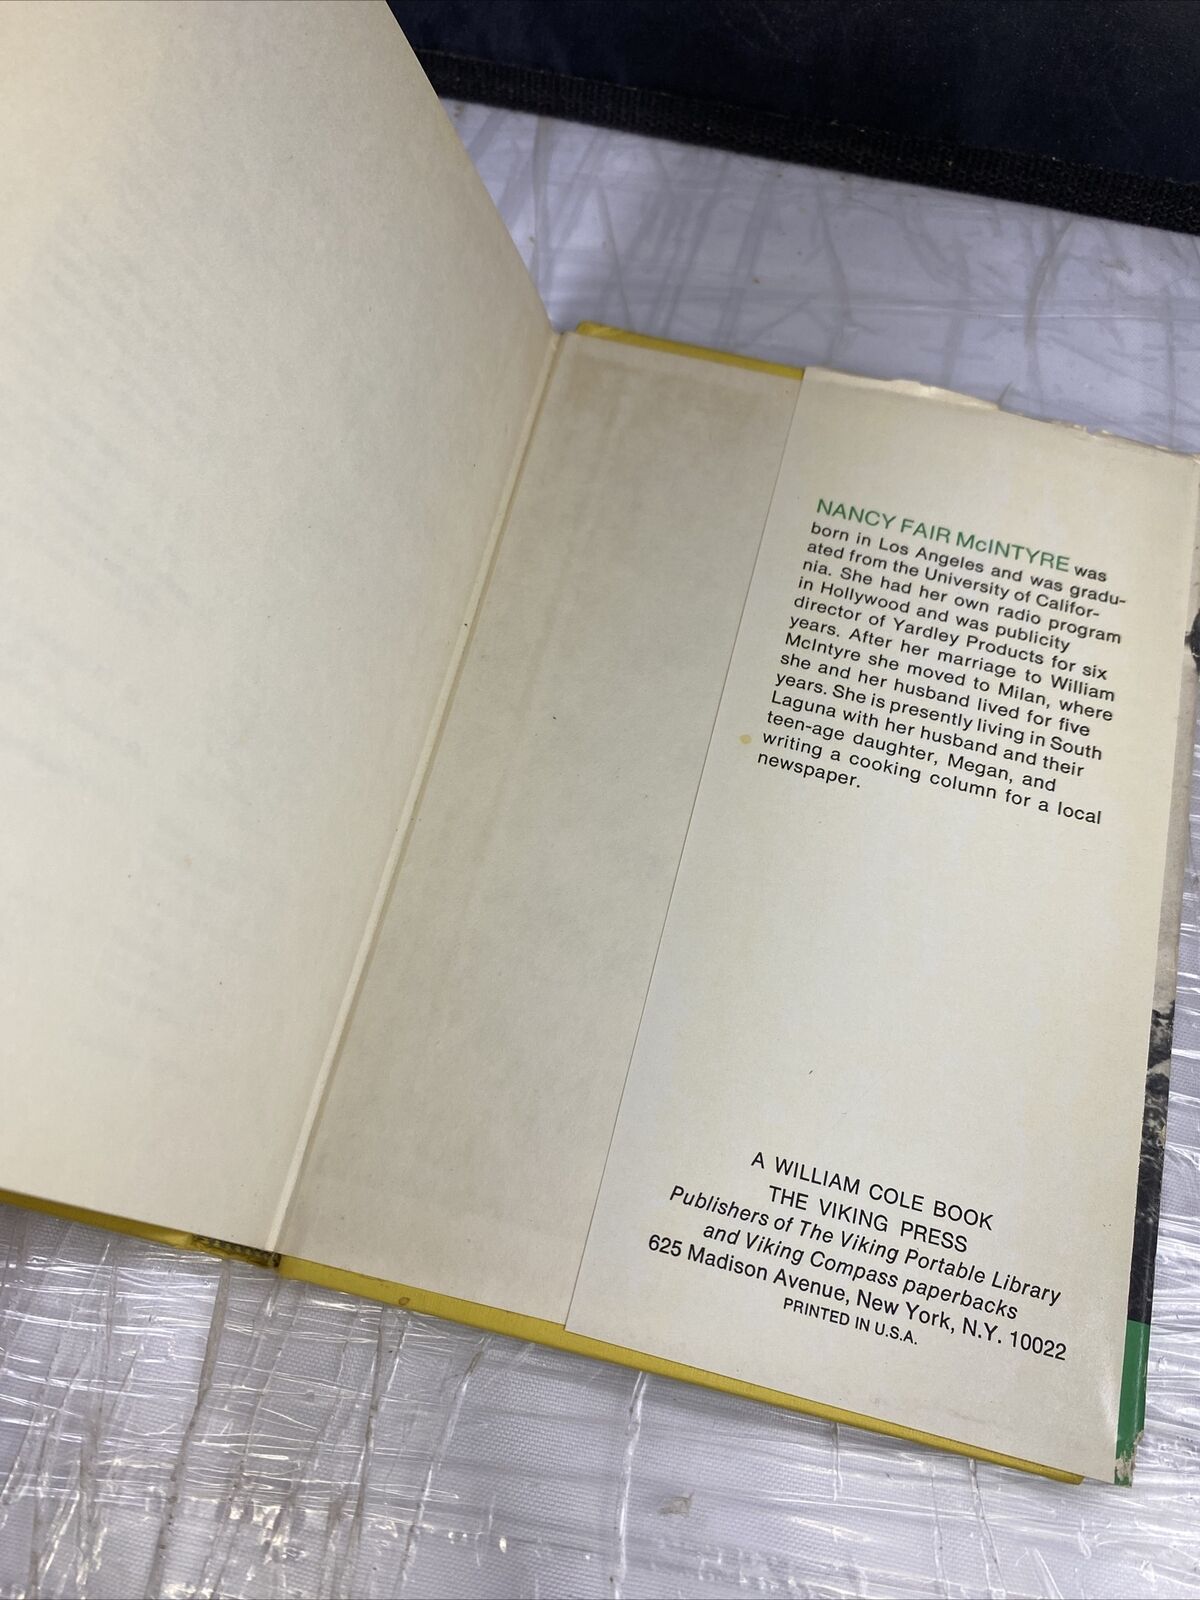 NANCY FAIR McINTYRE was
born in Los Angeles and was gradu-
ated from the University of Califor-
nia. She had her own radio program
in Hollywood and was publicity
director of Yardley Products for six
years. After her marriage to William
McIntyre she moved to Milan, where
she and her husband lived for five
years. She is presently living in South
Laguna with her husband and their
teen-age daughter, Megan, and
writing a cooking column for a local
newspaper.
A WILLIAM COLE BOOK
THE VIKING PRESS
Publishers of The Viking Portable Library
and Viking Compass paperbacks
625 Madison Avenue, New York, N.Y. 10022
PRINTED IN U.S.A.